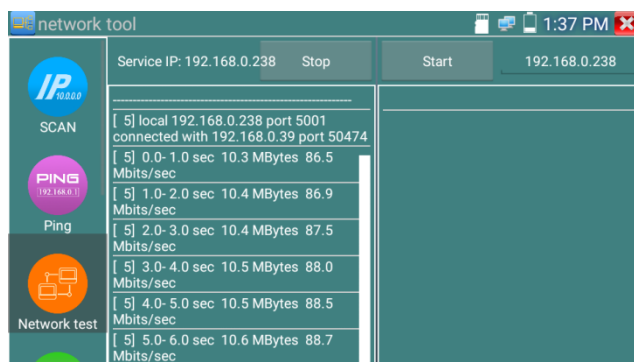 network tool
1:37 PM
Service IP: 192.168.0.238
Stop
Start
192.168.0.238
IP
10.0.0.0
SCAN
PING
192.168.0.1
Ping
Network test
[ 5] local 192.168.0.238 port 5001
connected with 192.168.0.39 port 50474
[ 5] 0.0- 1.0 sec 10.3 MBytes 86.5
Mbits/sec
[ 5] 1.0- 2.0 sec 10.4 MBytes 86.9
Mbits/sec
[ 5] 2.0- 3.0 sec 10.4 MBytes 87.5
Mbits/sec
[ 5] 3.0- 4.0 sec 10.5 MBytes 88.0
Mbits/sec
[ 5] 4.0- 5.0 sec 10.5 MBytes 88.5
Mbits/sec
[ 5] 5.0- 6.0 sec 10.6 MBytes 88.7
Mbits/sec